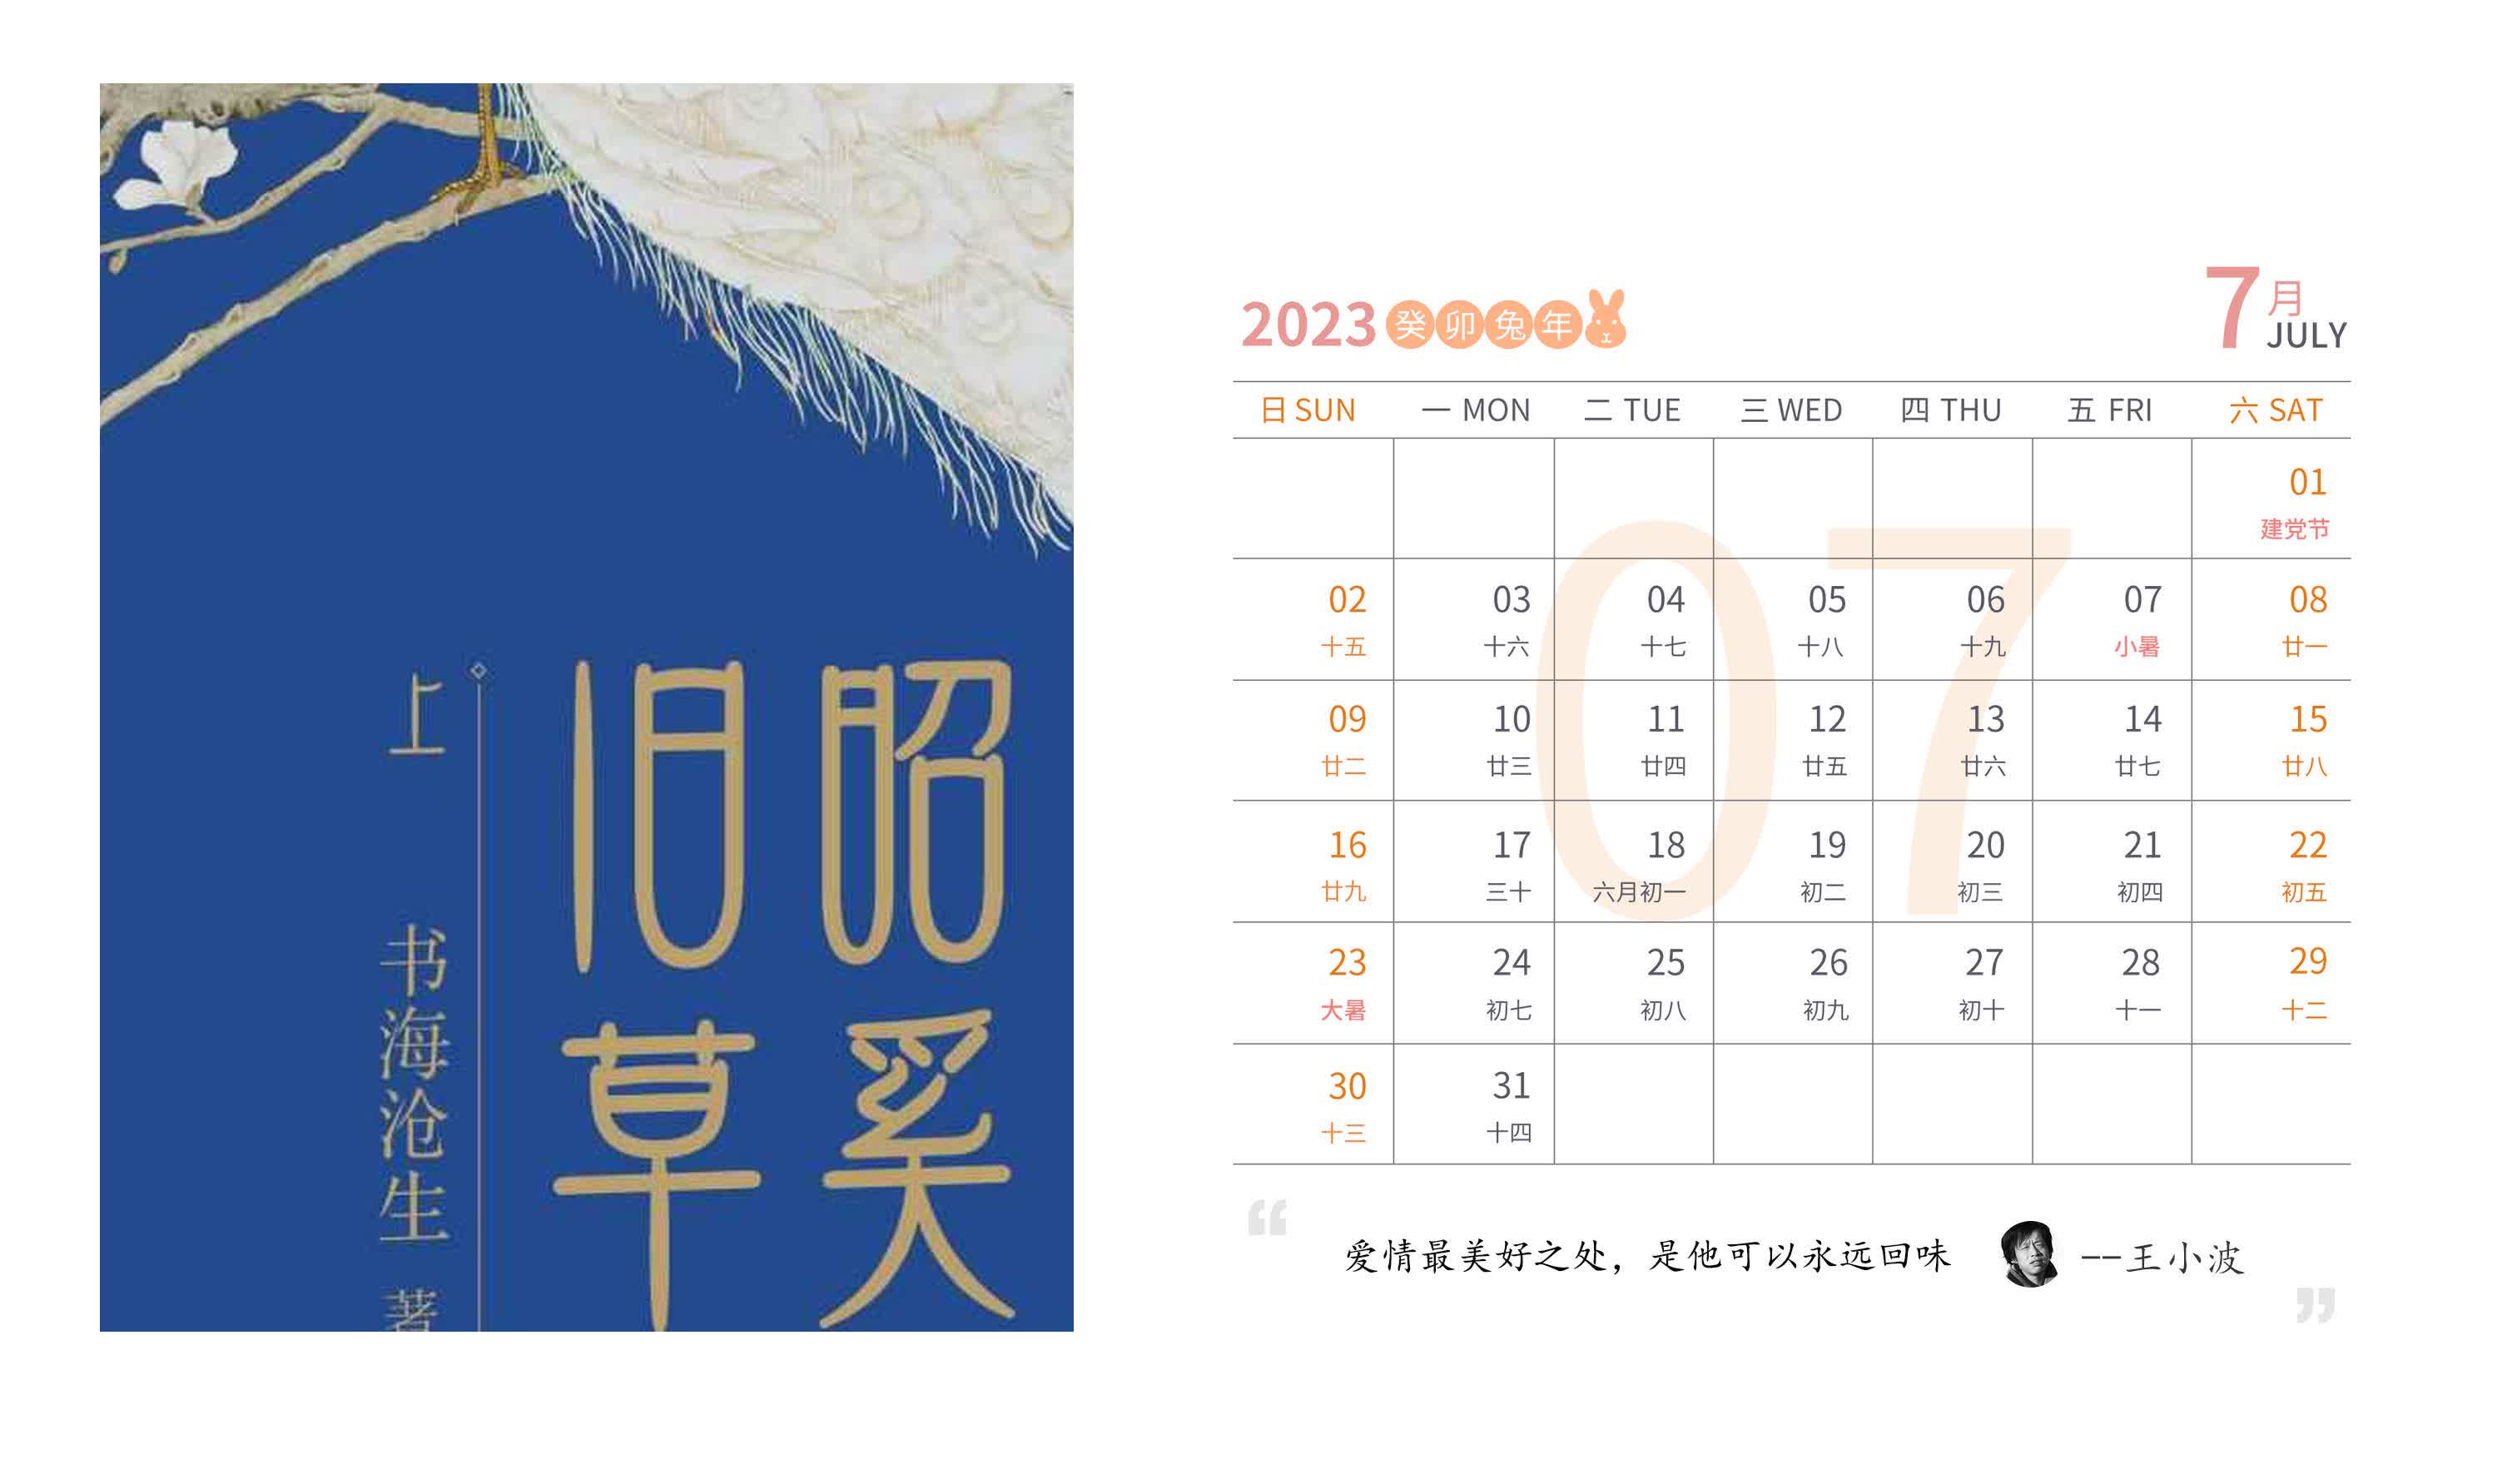 昭奚
旧草
上
书海沧生 著
2023 癸卯兔年
7月
JULY
日 SUN 一 MON 二 TUE 三 WED 四 THU 五 FRI 六 SAT
07
01
建党节
02 03 04 05 06 07 08
十五 十六 十七 十八 十九 小暑 廿一
09 10 11 12 13 14 15
廿二 廿三 廿四 廿五 廿六 廿七 廿八
16 17 18 19 20 21 22
廿九 三十 六月初一 初二 初三 初四 初五
23 24 25 26 27 28 29
大暑 初七 初八 初九 初十 十一 十二
30 31
十三 十四
“爱情最美好之处，是他可以永远回味 --王小波”